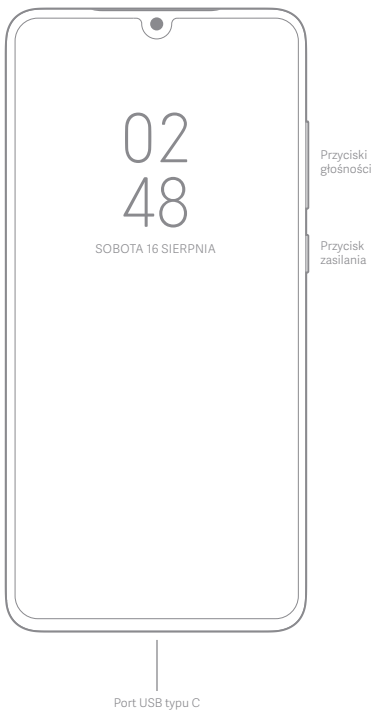 02
48
SOBOTA 16 SIERPNIA
Przyciski
głośności
Przycisk
zasilania
Port USB typu C